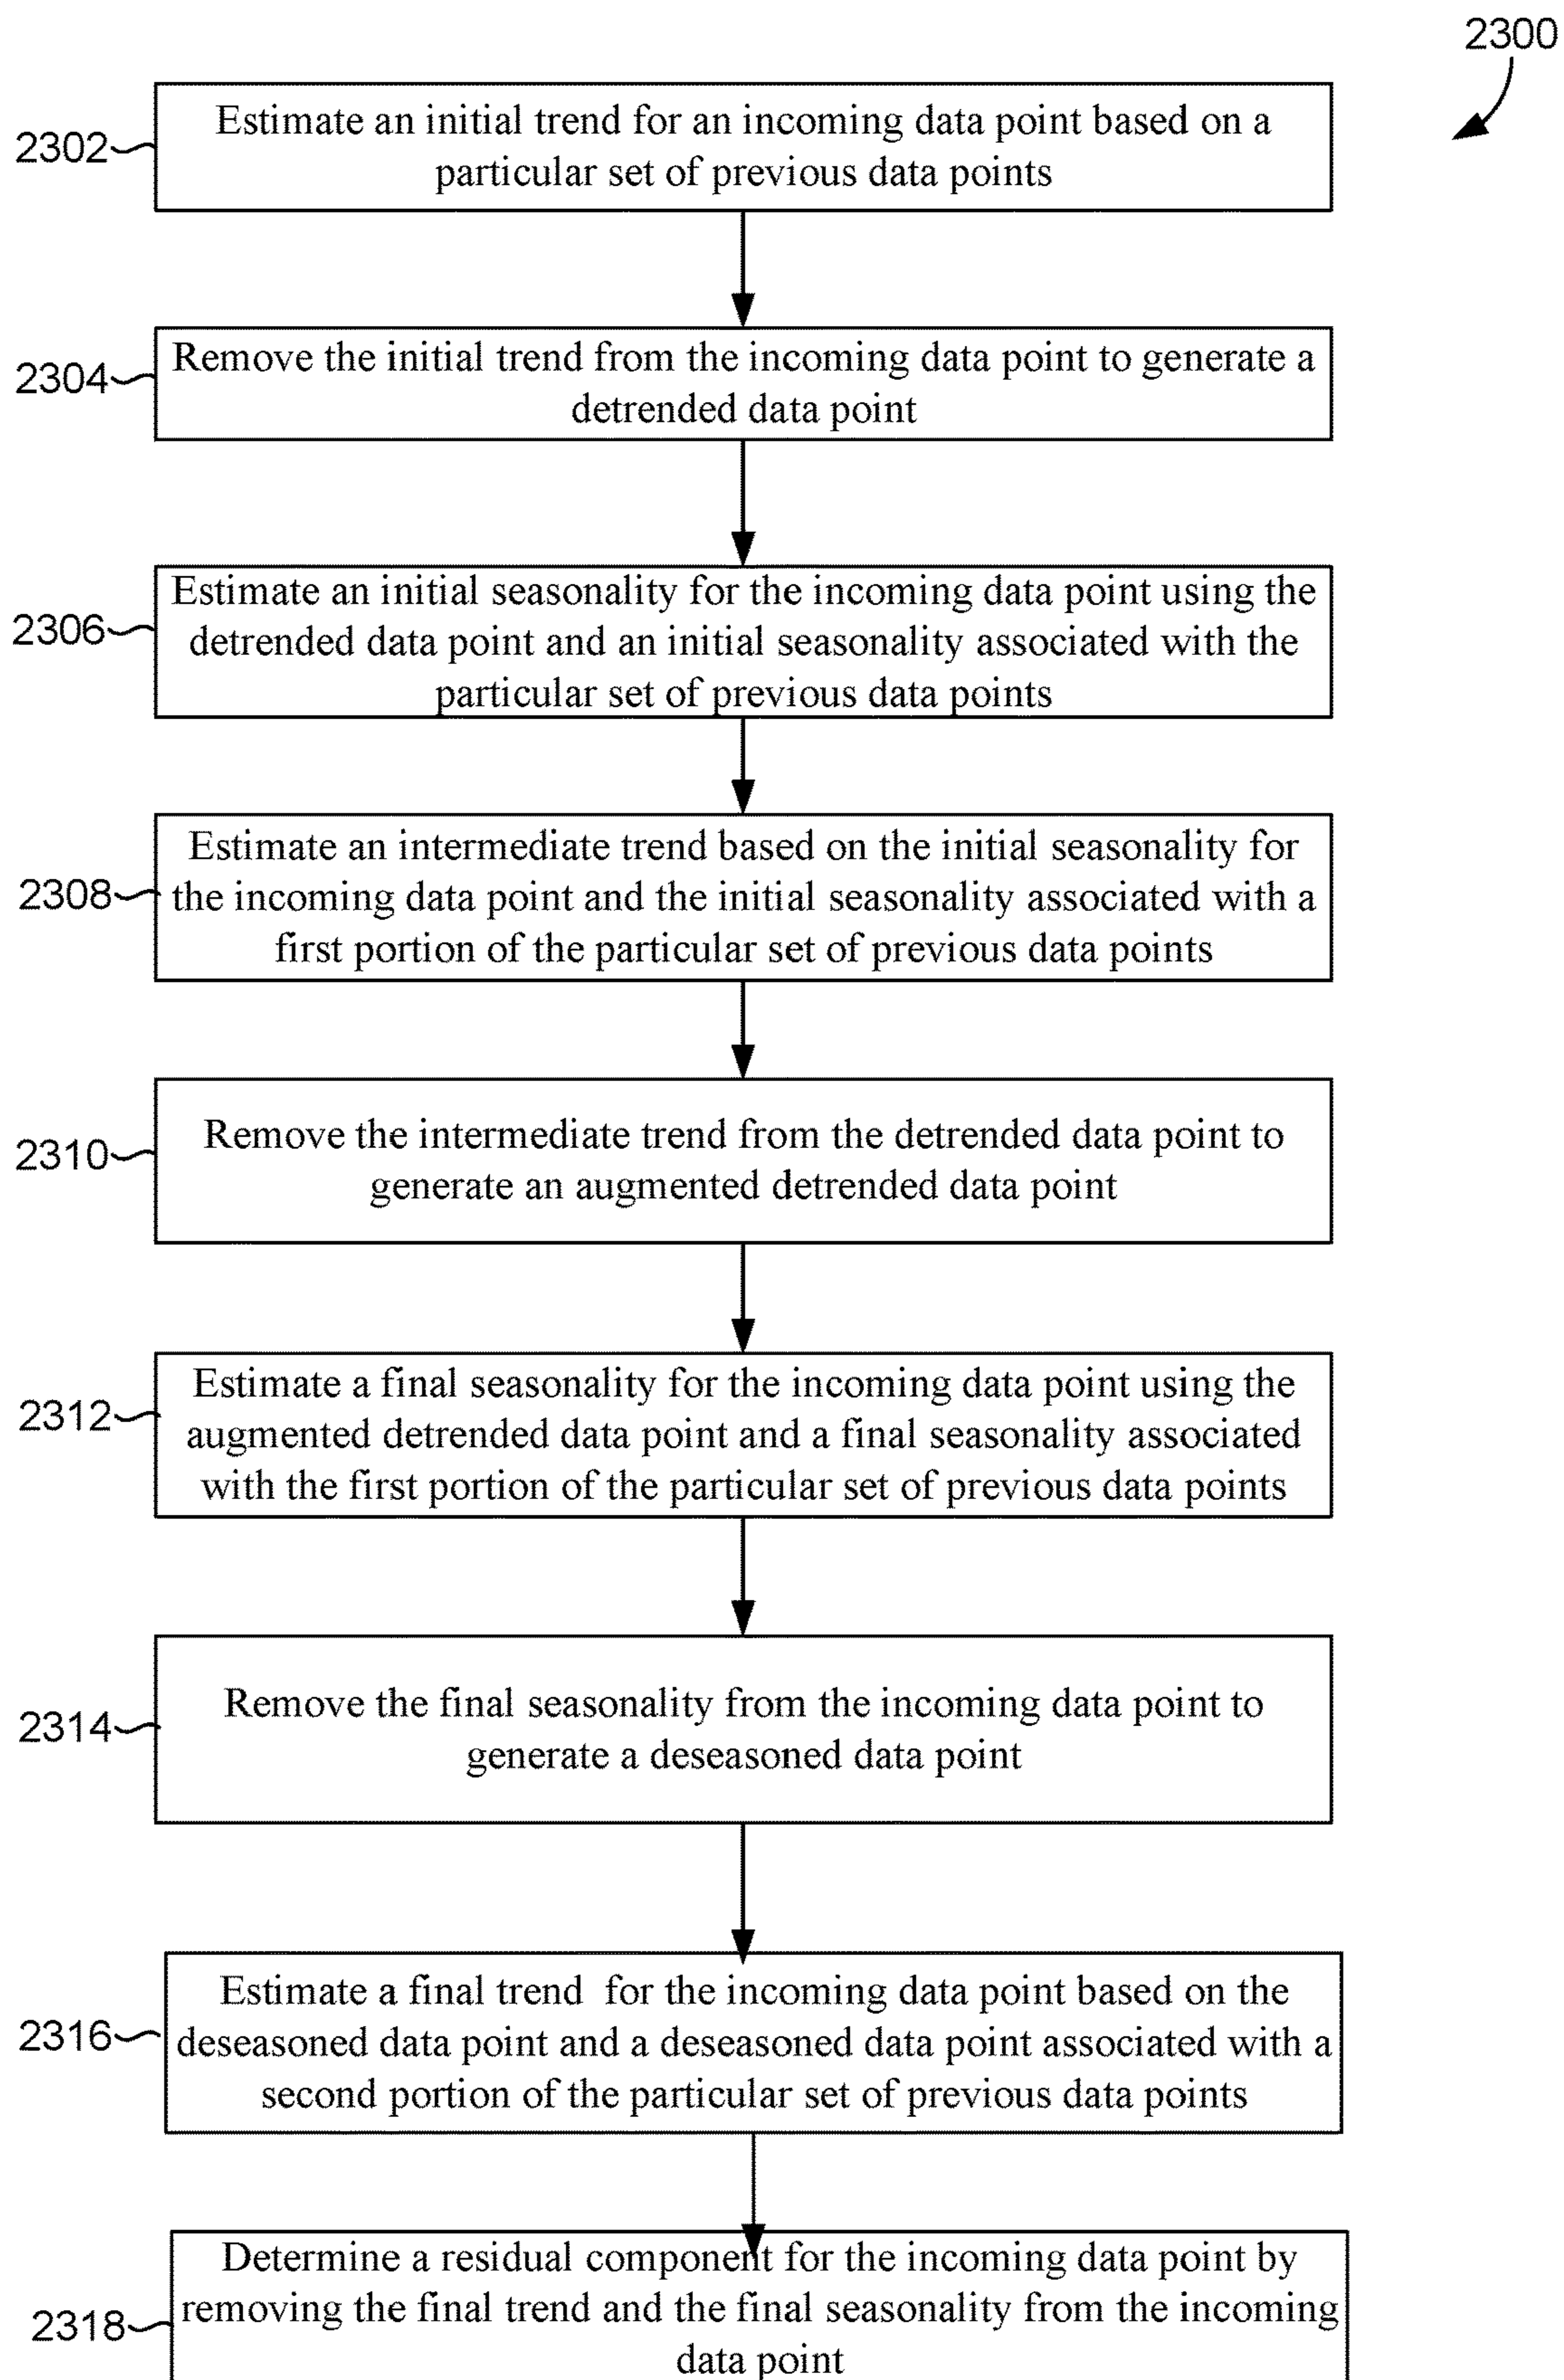 2300
2302
Estimate an initial trend for an incoming data point based on a
particular set of previous data points
2304
Remove the initial trend from the incoming data point to generate a
detrended data point
2306
Estimate an initial seasonality for the incoming data point using the
detrended data point and an initial seasonality associated with the
particular set of previous data points
2308
Estimate an intermediate trend based on the initial seasonality for
the incoming data point and the initial seasonality associated with a
first portion of the particular set of previous data points
2310
Remove the intermediate trend from the detrended data point to
generate an augmented detrended data point
2312
Estimate a final seasonality for the incoming data point using the
augmented detrended data point and a final seasonality associated
with the first portion of the particular set of previous data points
2314
Remove the final seasonality from the incoming data point to
generate a deseasoned data point
2316
Estimate a final trend for the incoming data point based on the
deseasoned data point and a deseasoned data point associated with a
second portion of the particular set of previous data points
2318
Determine a residual component for the incoming data point by
removing the final trend and the final seasonality from the incoming
data point